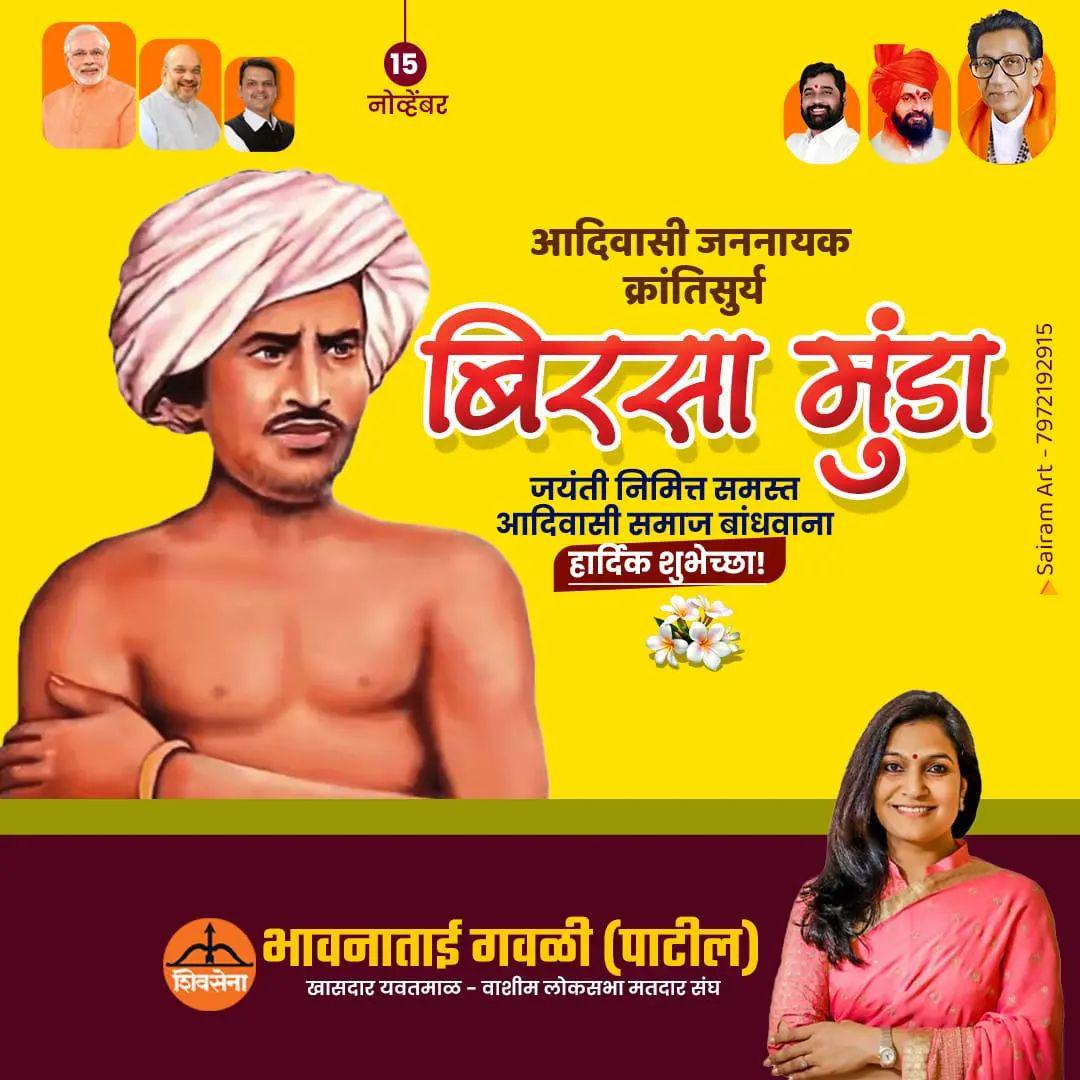 15
नोव्हेंबर
आदिवासी जननायक
क्रांतिसुर्य
बिरसा मुंडा
जयंती निमित्त समस्त
आदिवासी समाज बांधवाना
हार्दिक शुभेच्छा!
Sairam Art - 7972192915
शिवसेना
भावनाताई गवळी (पाटील)
खासदार यवतमाळ - वाशीम लोकसभा मतदार संघ